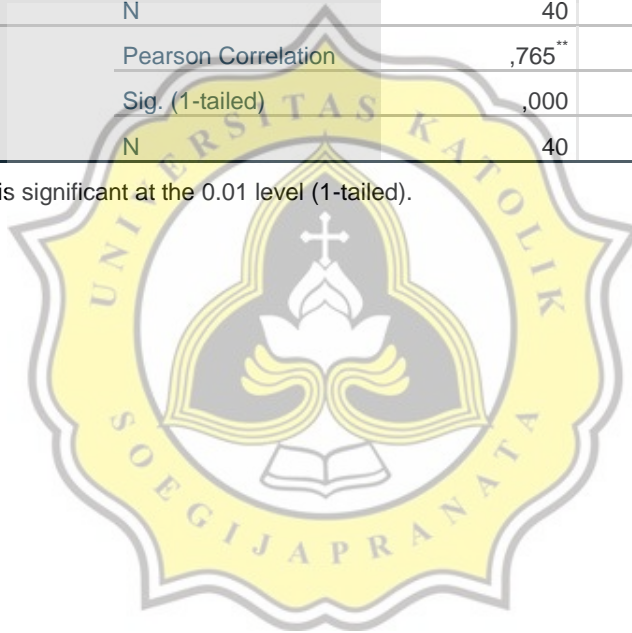 N 40
Pearson Correlation ,765**
Sig. (1-tailed) ,000
N 40
is significant at the 0.01 level (1-tailed).
UNIVERSITAS KATOLIK
SOEGIJAPRANATA